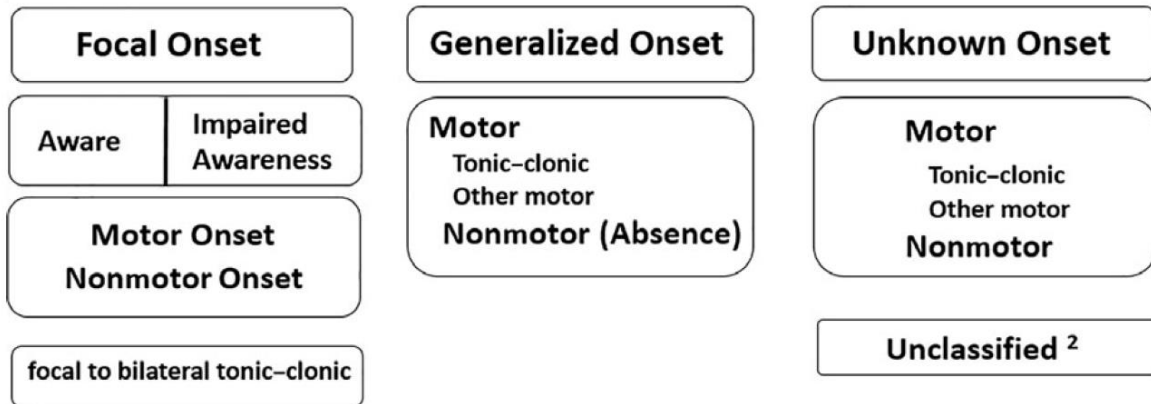 Focal Onset
Aware
Impaired
Awareness
Motor Onset
Nonmotor Onset
focal to bilateral tonic–clonic
Generalized Onset
Motor
Tonic–clonic
Other motor
Nonmotor (Absence)
Unknown Onset
Motor
Tonic–clonic
Other motor
Nonmotor
Unclassified ²